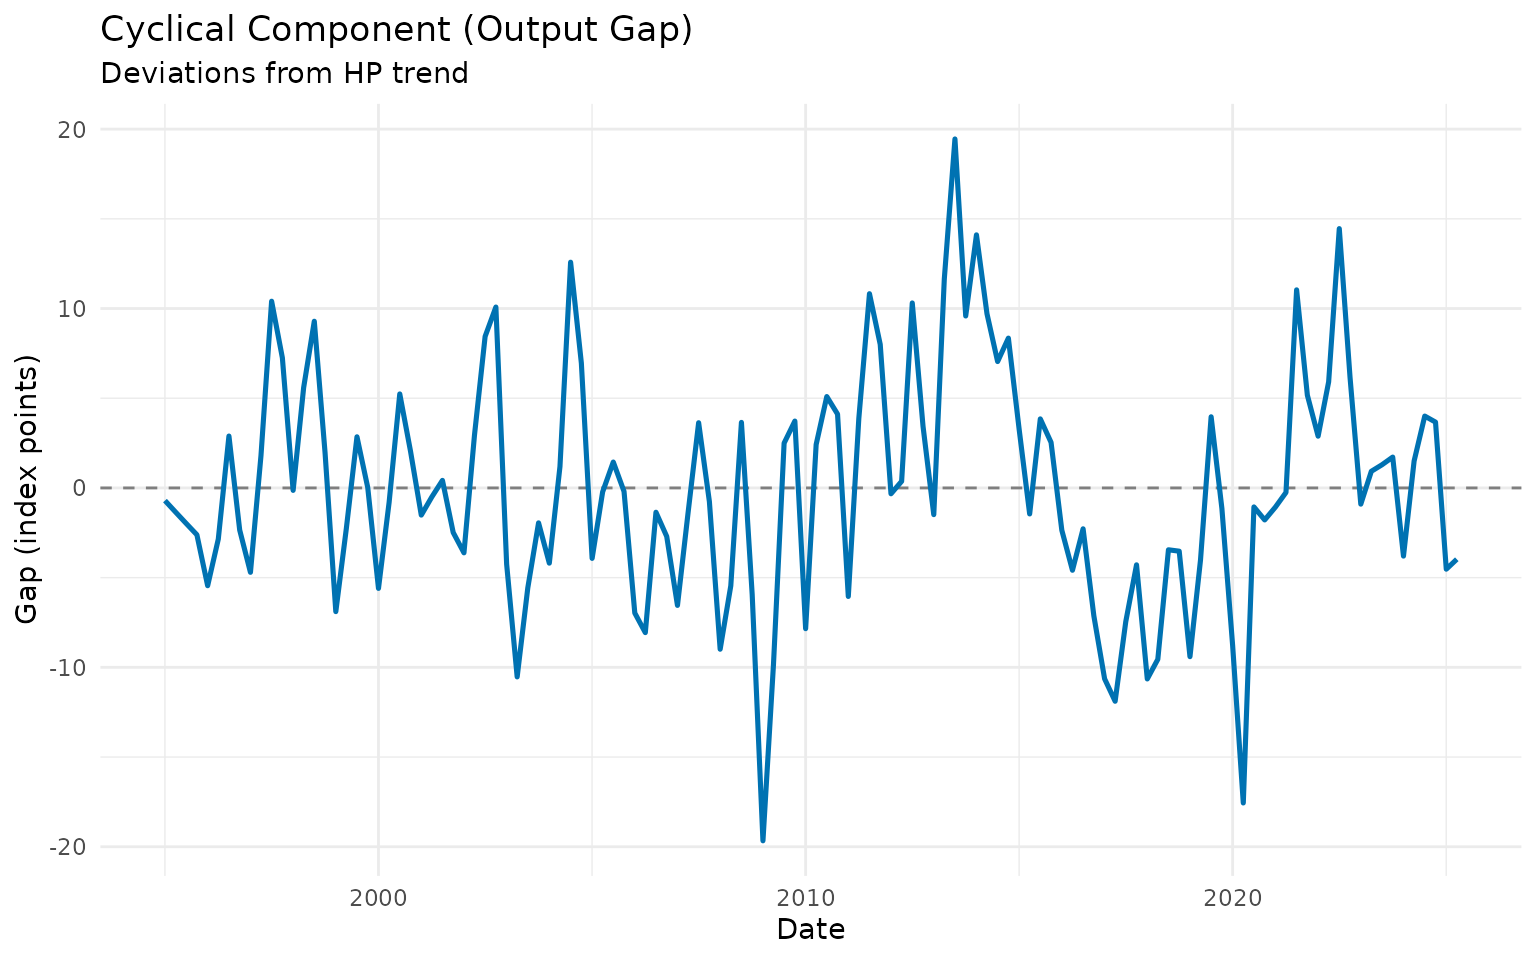 Cyclical Component (Output Gap)
Deviations from HP trend
Gap (index points)
20
10
0
-10
-20
2000
2010
2020
Date